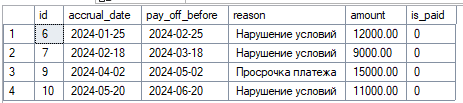 id accrual_date pay_off_before reason amount is_paid
1 6 2024-01-25 2024-02-25 Нарушение условий 12000.00 0
2 7 2024-02-18 2024-03-18 Нарушение условий 9000.00 0
3 9 2024-04-02 2024-05-02 Просрочка платежа 15000.00 0
4 10 2024-05-20 2024-06-20 Нарушение условий 11000.00 0